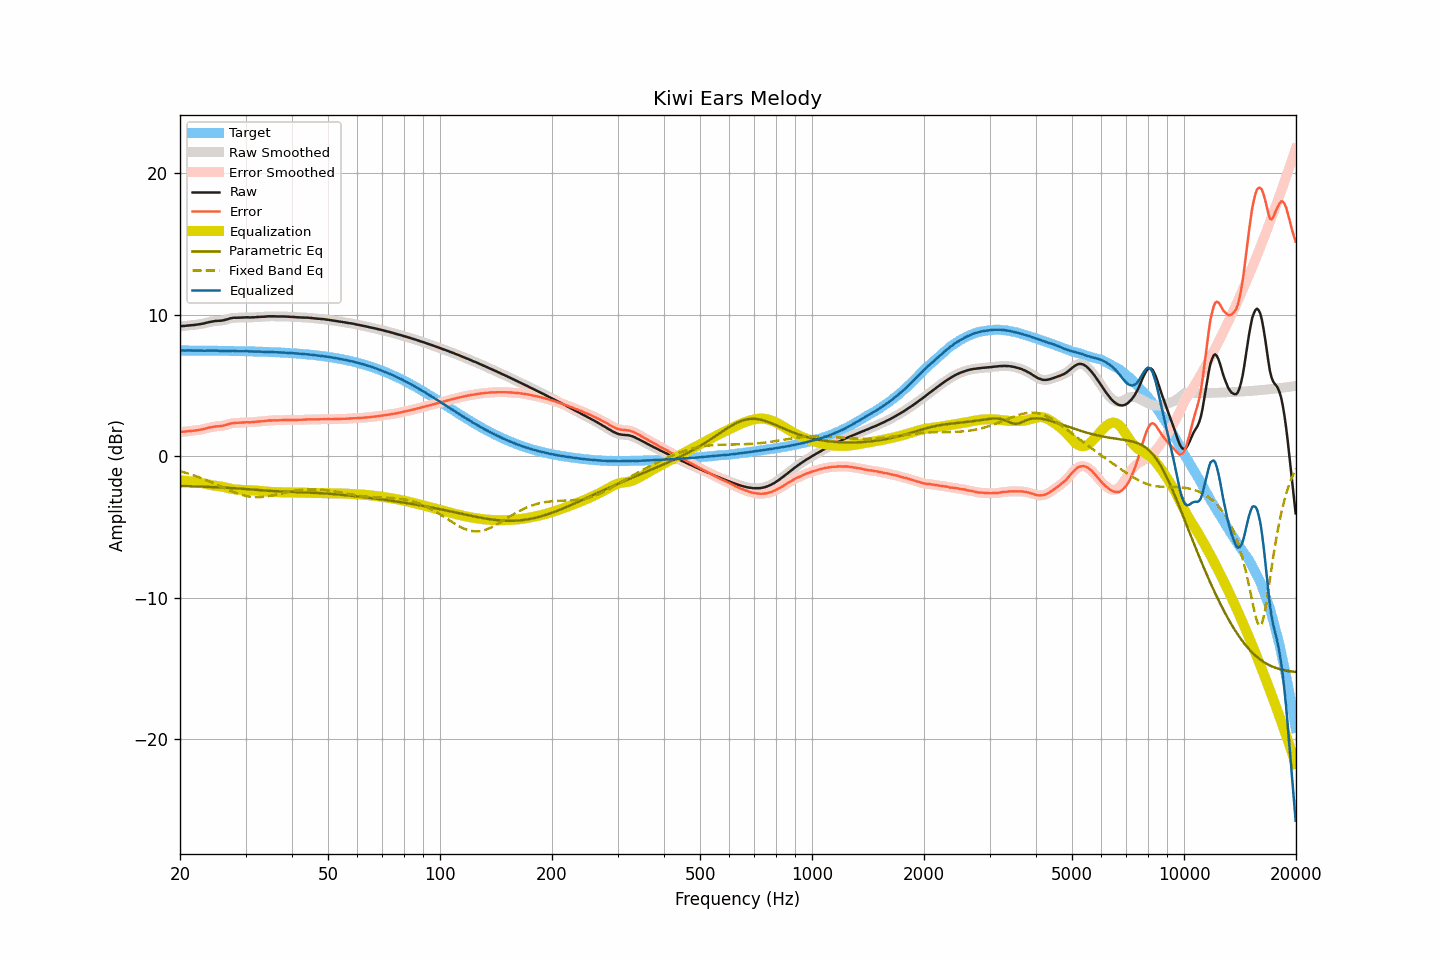 Kiwi Ears Melody
Target
Raw Smoothed
Error Smoothed
Raw
Error
Equalization
Parametric Eq
Fixed Band Eq
Equalized
Amplitude (dBr)
20
10
0
−10
−20
20 50 100 200 500 1000 2000 5000 10000 20000
Frequency (Hz)